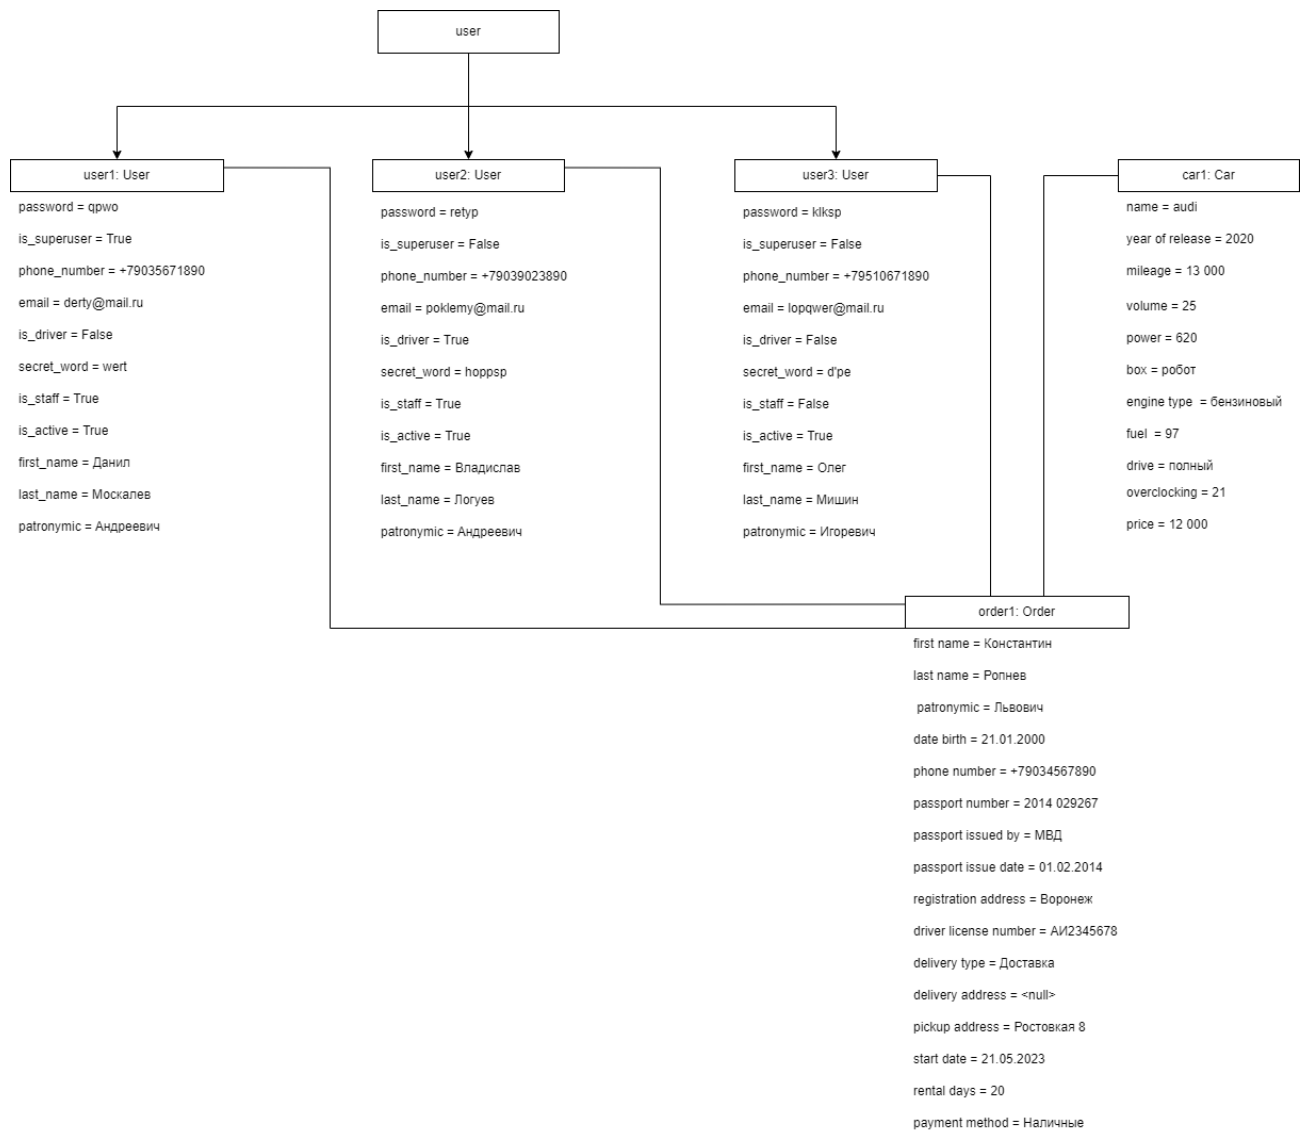 user
user1: User
password = qpwo
is_superuser = True
phone_number = +79035671890
email = derty@mail.ru
is_driver = False
secret_word = wert
is_staff = True
is_active = True
first_name = Данил
last_name = Москалев
patronymic = Андреевич
user2: User
password = retyp
is_superuser = False
phone_number = +79039023890
email = poklemy@mail.ru
is_driver = True
secret_word = hoppsp
is_staff = True
is_active = True
first_name = Владислав
last_name = Логуев
patronymic = Андреевич
user3: User
password = klksp
is_superuser = False
phone_number = +79510671890
email = lopqwer@mail.ru
is_driver = False
secret_word = d'pe
is_staff = False
is_active = True
first_name = Олег
last_name = Мишин
patronymic = Игоревич
car1: Car
name = audi
year of release = 2020
mileage = 13 000
volume = 25
power = 620
box = робот
engine type = бензиновый
fuel = 97
drive = полный
overclocking = 21
price = 12 000
order1: Order
first name = Константин
last name = Ропнев
patronymic = Львович
date birth = 21.01.2000
phone number = +79034567890
passport number = 2014 029267
passport issued by = МВД
passport issue date = 01.02.2014
registration address = Воронеж
driver license number = АИ2345678
delivery type = Доставка
delivery address = <null>
pickup address = Ростовкая 8
start date = 21.05.2023
rental days = 20
payment method = Наличные